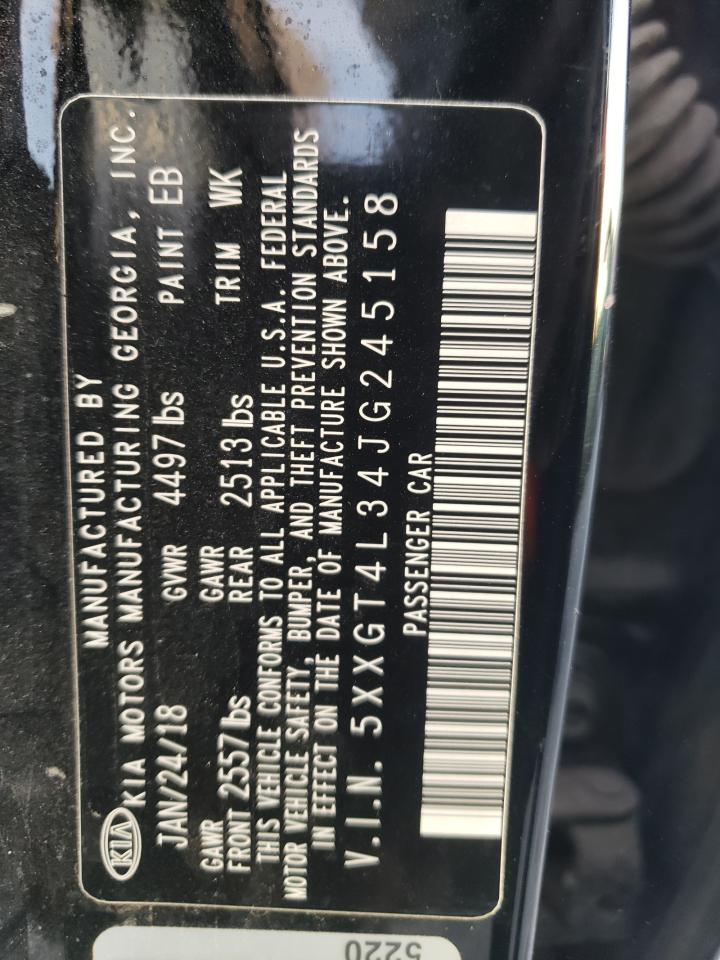 MANUFACTURED BY
KIA KIA MOTORS MANUFACTURING GEORGIA, INC.
JAN/24/18 GVWR 4497 lbs PAINT EB
GAWR FRONT 2557 lbs GAWR REAR 2513 lbs TRIM WK
THIS VEHICLE CONFORMS TO ALL APPLICABLE U.S.A. FEDERAL
MOTOR VEHICLE SAFETY, BUMPER, AND THEFT PREVENTION STANDARDS
IN EFFECT ON THE DATE OF MANUFACTURE SHOWN ABOVE.
V.I.N. 5XXGT4L34JG245158
PASSENGER CAR
5220